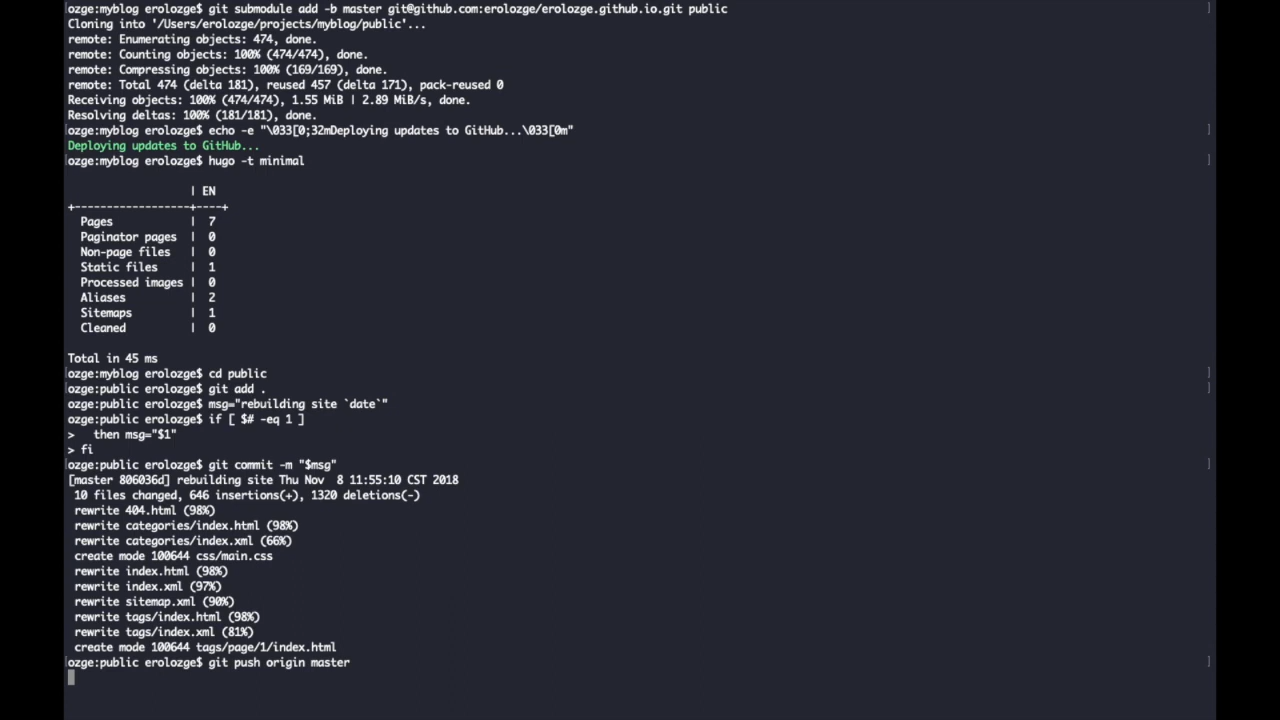 ozge:myblog erolozge$ git submodule add -b master git@github.com:erolozge/erolozge.github.io.git public
Cloning into '/Users/erolozge/projects/myblog/public'...
remote: Enumerating objects: 474, done.
remote: Counting objects: 100% (474/474), done.
remote: Compressing objects: 100% (169/169), done.
remote: Total 474 (delta 181), reused 457 (delta 171), pack-reused 0
Receiving objects: 100% (474/474), 1.55 MiB | 2.89 MiB/s, done.
Resolving deltas: 100% (181/181), done.
ozge:myblog erolozge$ echo -e "\033[0;32mDeploying updates to GitHub...\033[0m"
Deploying updates to GitHub...
ozge:myblog erolozge$ hugo -t minimal
                   | EN
+------------------+----+
  Pages            |  7
  Paginator pages  |  0
  Non-page files   |  0
  Static files     |  1
  Processed images |  0
  Aliases          |  2
  Sitemaps         |  1
  Cleaned          |  0
Total in 45 ms
ozge:myblog erolozge$ cd public
ozge:public erolozge$ git add .
ozge:public erolozge$ msg="rebuilding site `date`"
ozge:public erolozge$ if [ $# -eq 1 ]
>   then msg="$1"
> fi
ozge:public erolozge$ git commit -m "$msg"
[master 806036d] rebuilding site Thu Nov  8 11:55:10 CST 2018
 10 files changed, 646 insertions(+), 1320 deletions(-)
 rewrite 404.html (98%)
 rewrite categories/index.html (98%)
 rewrite categories/index.xml (66%)
 create mode 100644 css/main.css
 rewrite index.html (98%)
 rewrite index.xml (97%)
 rewrite sitemap.xml (90%)
 rewrite tags/index.html (98%)
 rewrite tags/index.xml (81%)
 create mode 100644 tags/page/1/index.html
ozge:public erolozge$ git push origin master